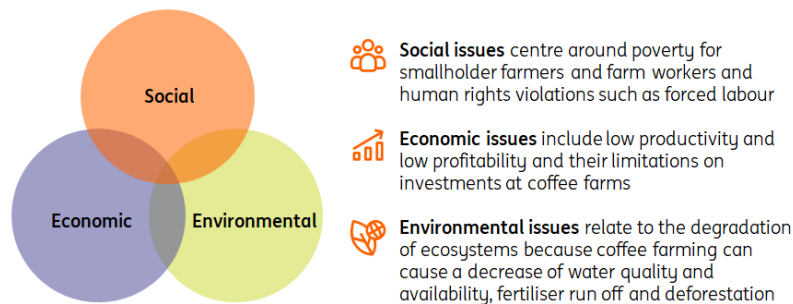 Social
Economic
Environmental
Social issues centre around poverty for
smallholder farmers and farm workers and
human rights violations such as forced labour
Economic issues include low productivity and
low profitability and their limitations on
investments at coffee farms
Environmental issues relate to the degradation
of ecosystems because coffee farming can
cause a decrease of water quality and
availability, fertiliser run off and deforestation